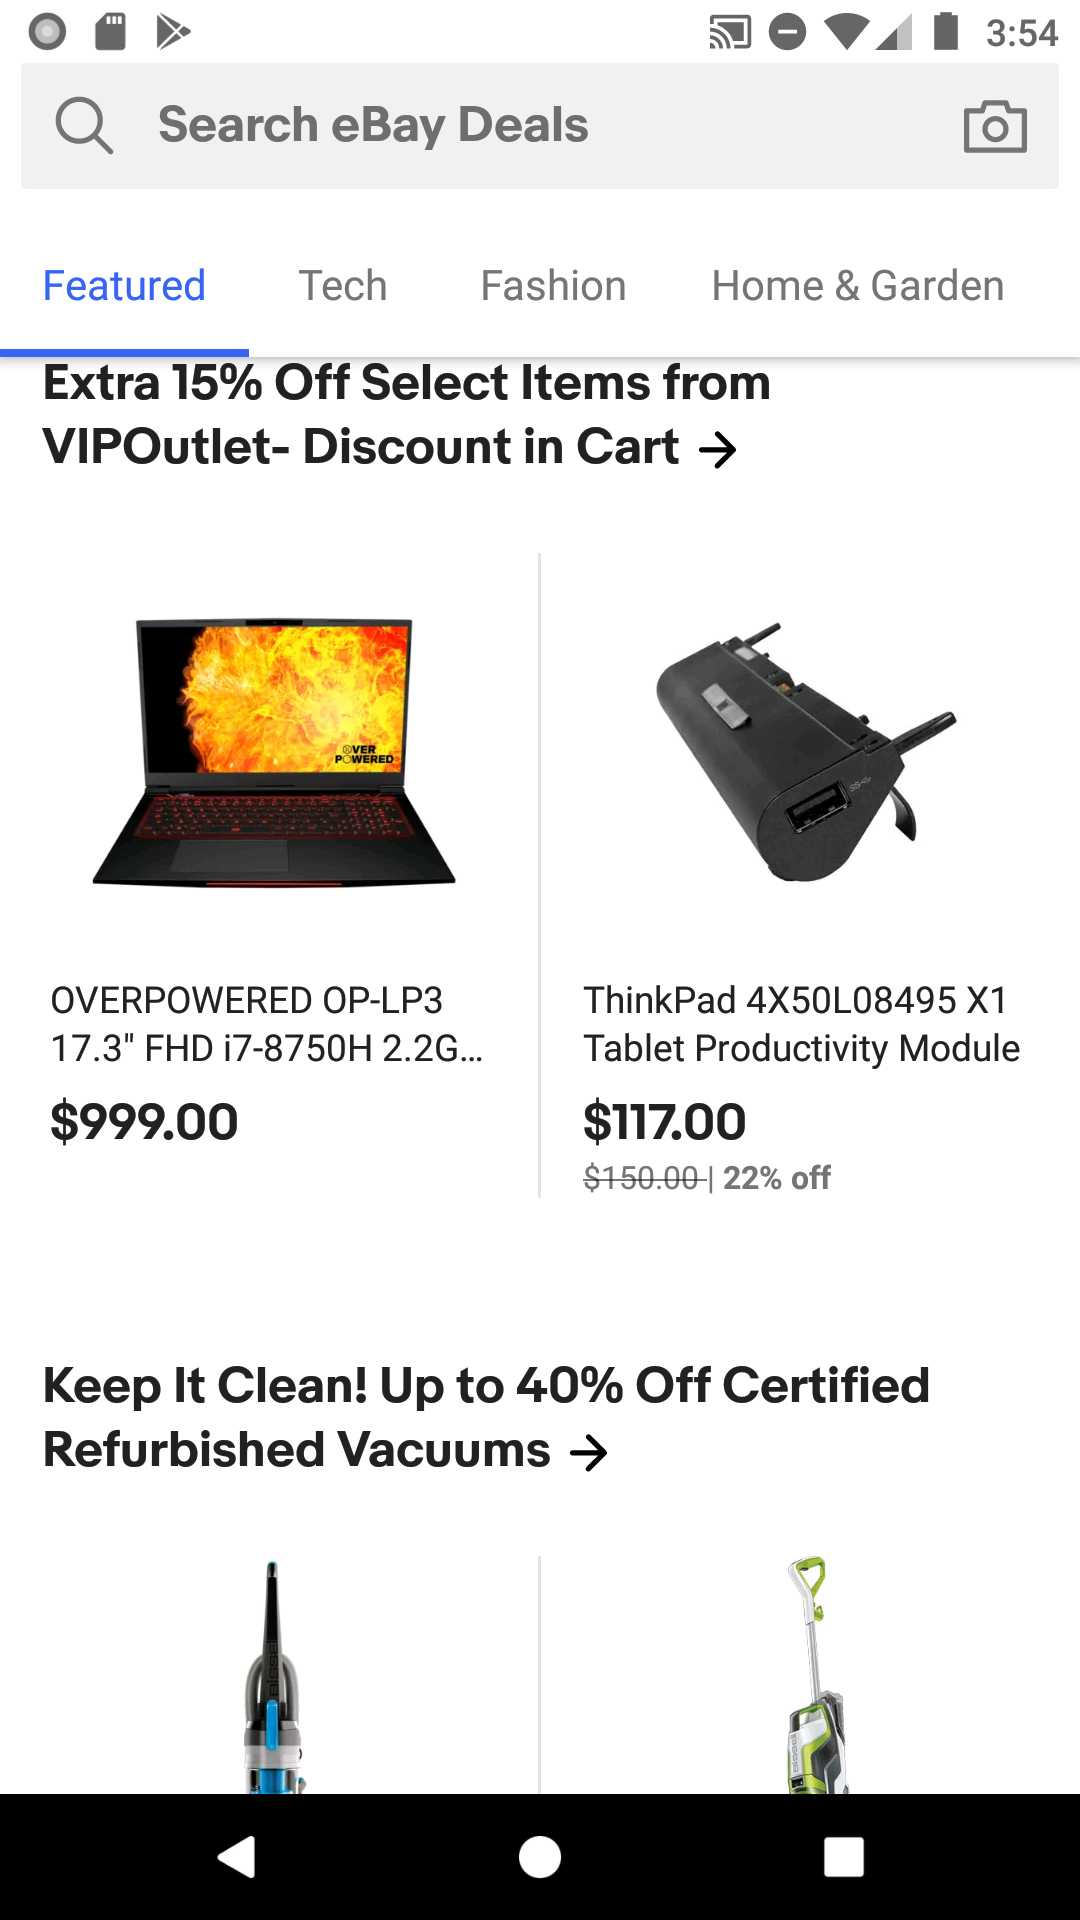 3:54
Search eBay Deals
Featured
Tech
Fashion
Home & Garden
Extra 15% Off Select Items from
VIPOutlet- Discount in Cart →
OVER
POWERED
OVERPOWERED OP-LP3
17.3" FHD i7-8750H 2.2G...
$999.00
ThinkPad 4X50L08495 X1
Tablet Productivity Module
$117.00
$150.00 | 22% off
Keep It Clean! Up to 40% Off Certified
Refurbished Vacuums →
BISSELL
BISSELL